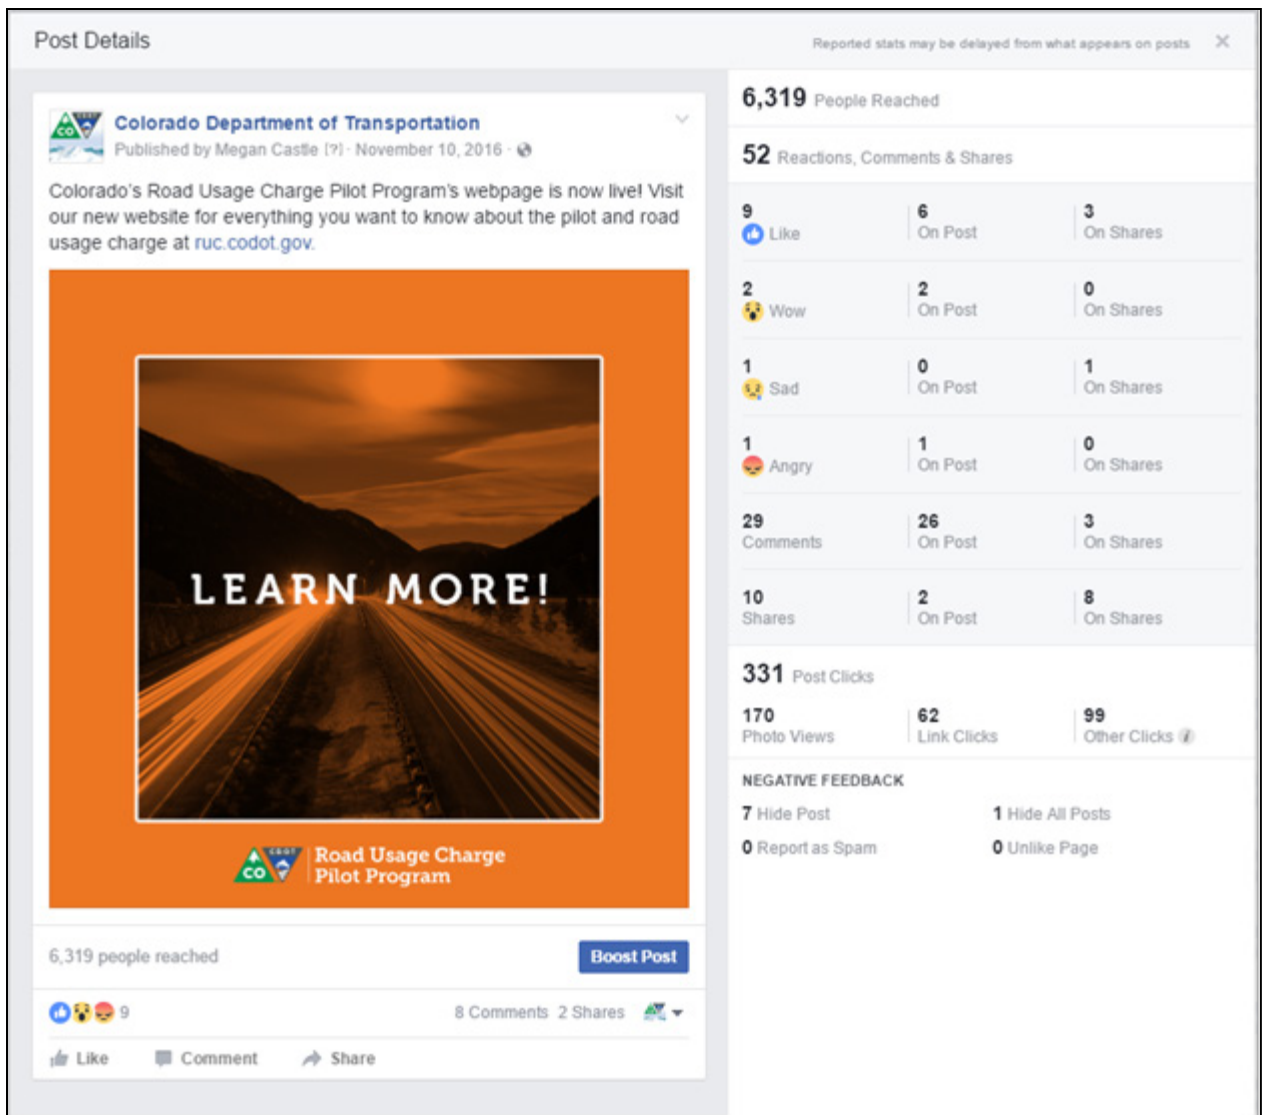 Post Details
Reported stats may be delayed from what appears on posts
Colorado Department of Transportation
Published by Megan Castle [?] · November 10, 2016 ·
Colorado's Road Usage Charge Pilot Program's webpage is now live! Visit
our new website for everything you want to know about the pilot and road
usage charge at ruc.codot.gov.
LEARN MORE!
CO CDOT
Road Usage Charge
Pilot Program
6,319 people reached
Boost Post
9
8 Comments 2 Shares
Like Comment Share
6,319 People Reached
52 Reactions, Comments & Shares
9 6 3
Like On Post On Shares
2 2 0
Wow On Post On Shares
1 0 1
Sad On Post On Shares
1 1 0
Angry On Post On Shares
29 26 3
Comments On Post On Shares
10 2 8
Shares On Post On Shares
331 Post Clicks
170 62 99
Photo Views Link Clicks Other Clicks i
NEGATIVE FEEDBACK
7 Hide Post 1 Hide All Posts
0 Report as Spam 0 Unlike Page